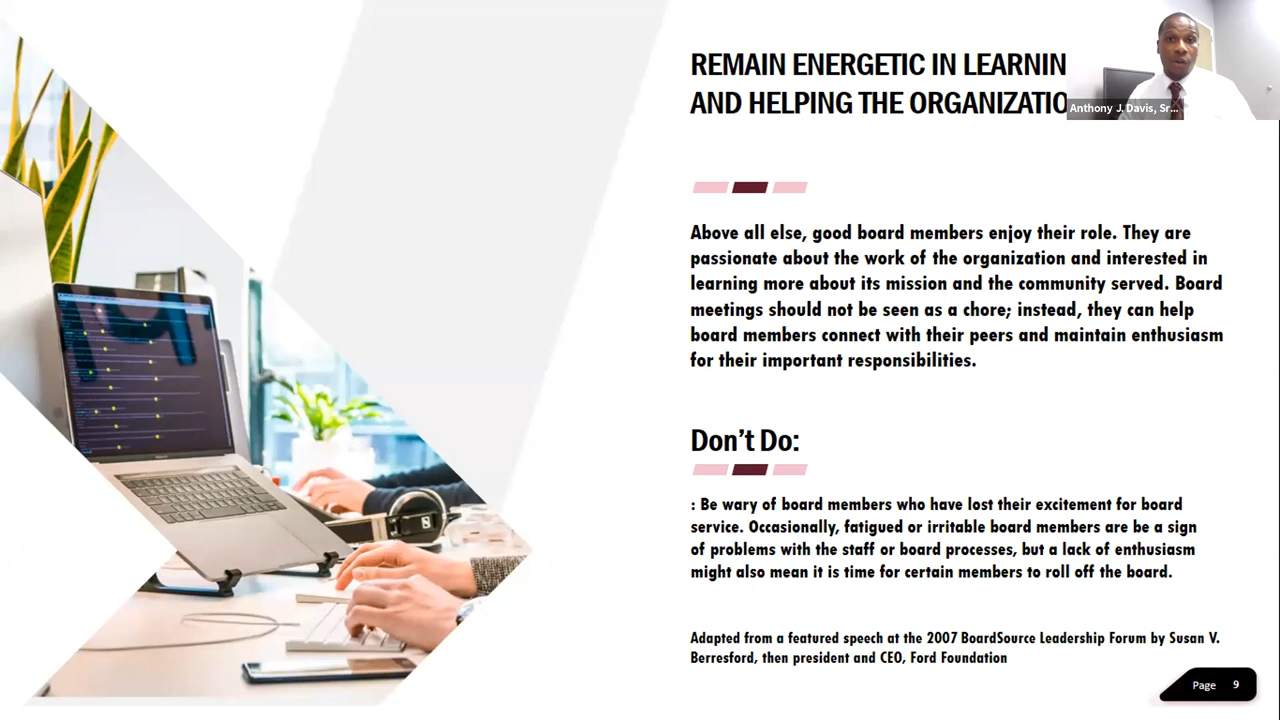 REMAIN ENERGETIC IN LEARNIN
AND HELPING THE ORGANIZATIO
Anthony J. Davis, Sr...
Above all else, good board members enjoy their role. They are
passionate about the work of the organization and interested in
learning more about its mission and the community served. Board
meetings should not be seen as a chore; instead, they can help
board members connect with their peers and maintain enthusiasm
for their important responsibilities.
Don't Do:
: Be wary of board members who have lost their excitement for board
service. Occasionally, fatigued or irritable board members are be a sign
of problems with the staff or board processes, but a lack of enthusiasm
might also mean it is time for certain members to roll off the board.
Adapted from a featured speech at the 2007 BoardSource Leadership Forum by Susan V.
Berresford, then president and CEO, Ford Foundation
Page 9